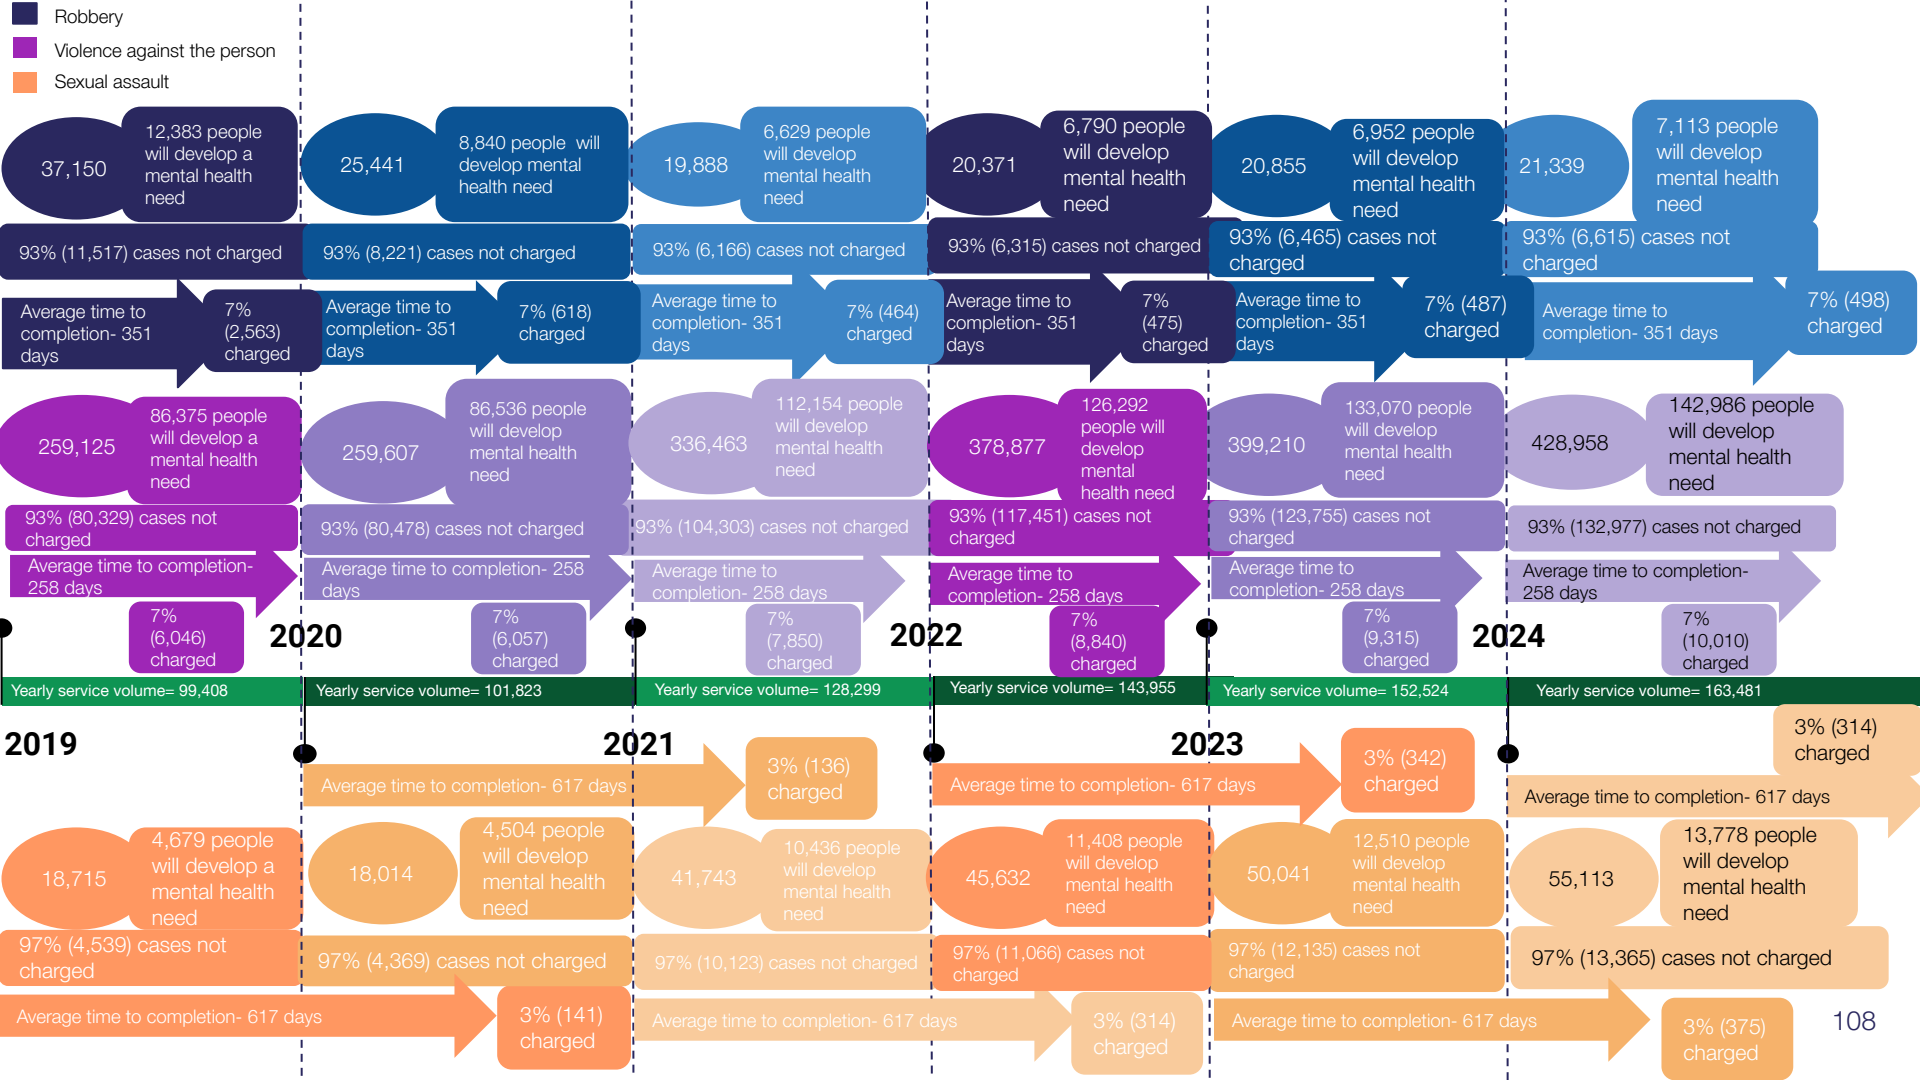 Robbery
Violence against the person
Sexual assault
37,150
12,383 people
will develop a
mental health
need
25,441
8,840 people  will
develop mental
health need
19,888
6,629 people
will develop
mental health
need
20,371
6,790 people
will develop
mental health
need
20,855
6,952 people
will develop
mental health
need
21,339
7,113 people
will develop
mental health
need
93% (11,517) cases not charged
93% (8,221) cases not charged
93% (6,166) cases not charged
93% (6,315) cases not charged
93% (6,465) cases not
charged
93% (6,615) cases not
charged
Average time to
completion- 351
days
7%
(2,563)
charged
Average time to
completion- 351
days
7% (618)
charged
Average time to
completion- 351
days
7% (464)
charged
Average time to
completion- 351
days
7%
(475)
charged
Average time to
completion- 351
days
7% (487)
charged
Average time to
completion- 351 days
7% (498)
charged
259,125
86,375 people
will develop a
mental health
need
259,607
86,536 people
will develop
mental health
need
336,463
112,154 people
will develop
mental health
need
378,877
126,292
people will
develop
mental
health need
399,210
133,070 people
will develop
mental health
need
428,958
142,986 people
will develop
mental health
need
93% (80,329) cases not
charged
93% (80,478) cases not charged
93% (104,303) cases not charged
93% (117,451) cases not
charged
93% (123,755) cases not
charged
93% (132,977) cases not charged
Average time to completion-
258 days
Average time to completion- 258
days
Average time to
completion- 258 days
Average time to
completion- 258 days
Average time to
completion- 258 days
Average time to completion-
258 days
7%
(6,046)
charged
2020
7%
(6,057)
charged
7%
(7,850)
charged
2022
7%
(8,840)
charged
7%
(9,315)
charged
2024
7%
(10,010)
charged
Yearly service volume= 99,408
Yearly service volume= 101,823
Yearly service volume= 128,299
Yearly service volume= 143,955
Yearly service volume= 152,524
Yearly service volume= 163,481
2019
2021
2023
Average time to completion- 617 days
3% (136)
charged
Average time to completion- 617 days
3% (342)
charged
Average time to completion- 617 days
3% (314)
charged
18,715
4,679 people
will develop a
mental health
need
18,014
4,504 people
will develop
mental health
need
41,743
10,436 people
will develop
mental health
need
45,632
11,408 people
will develop
mental health
need
50,041
12,510 people
will develop
mental health
need
55,113
13,778 people
will develop
mental health
need
97% (4,539) cases not
charged
97% (4,369) cases not charged
97% (10,123) cases not charged
97% (11,066) cases not
charged
97% (12,135) cases not
charged
97% (13,365) cases not charged
Average time to completion- 617 days
3% (141)
charged
Average time to completion- 617 days
3% (314)
charged
Average time to completion- 617 days
3% (375)
charged
108